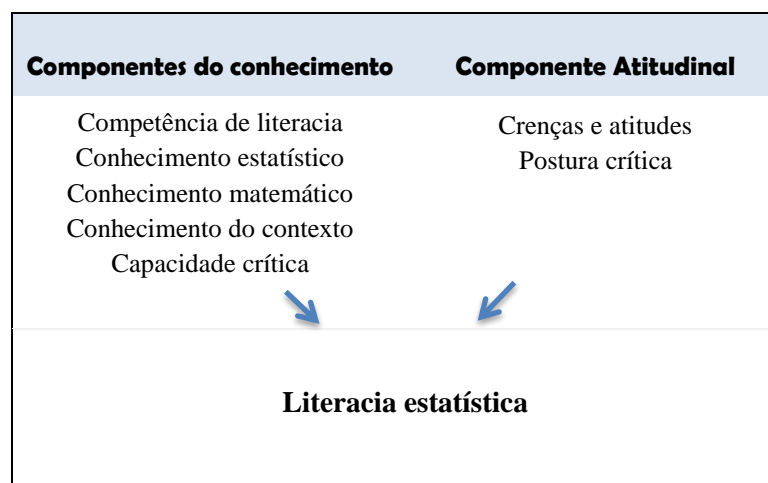 Componentes do conhecimento
Competência de literacia
Conhecimento estatístico
Conhecimento matemático
Conhecimento do contexto
Capacidade crítica
Componente Atitudinal
Crenças e atitudes
Postura crítica
Literacia estatística